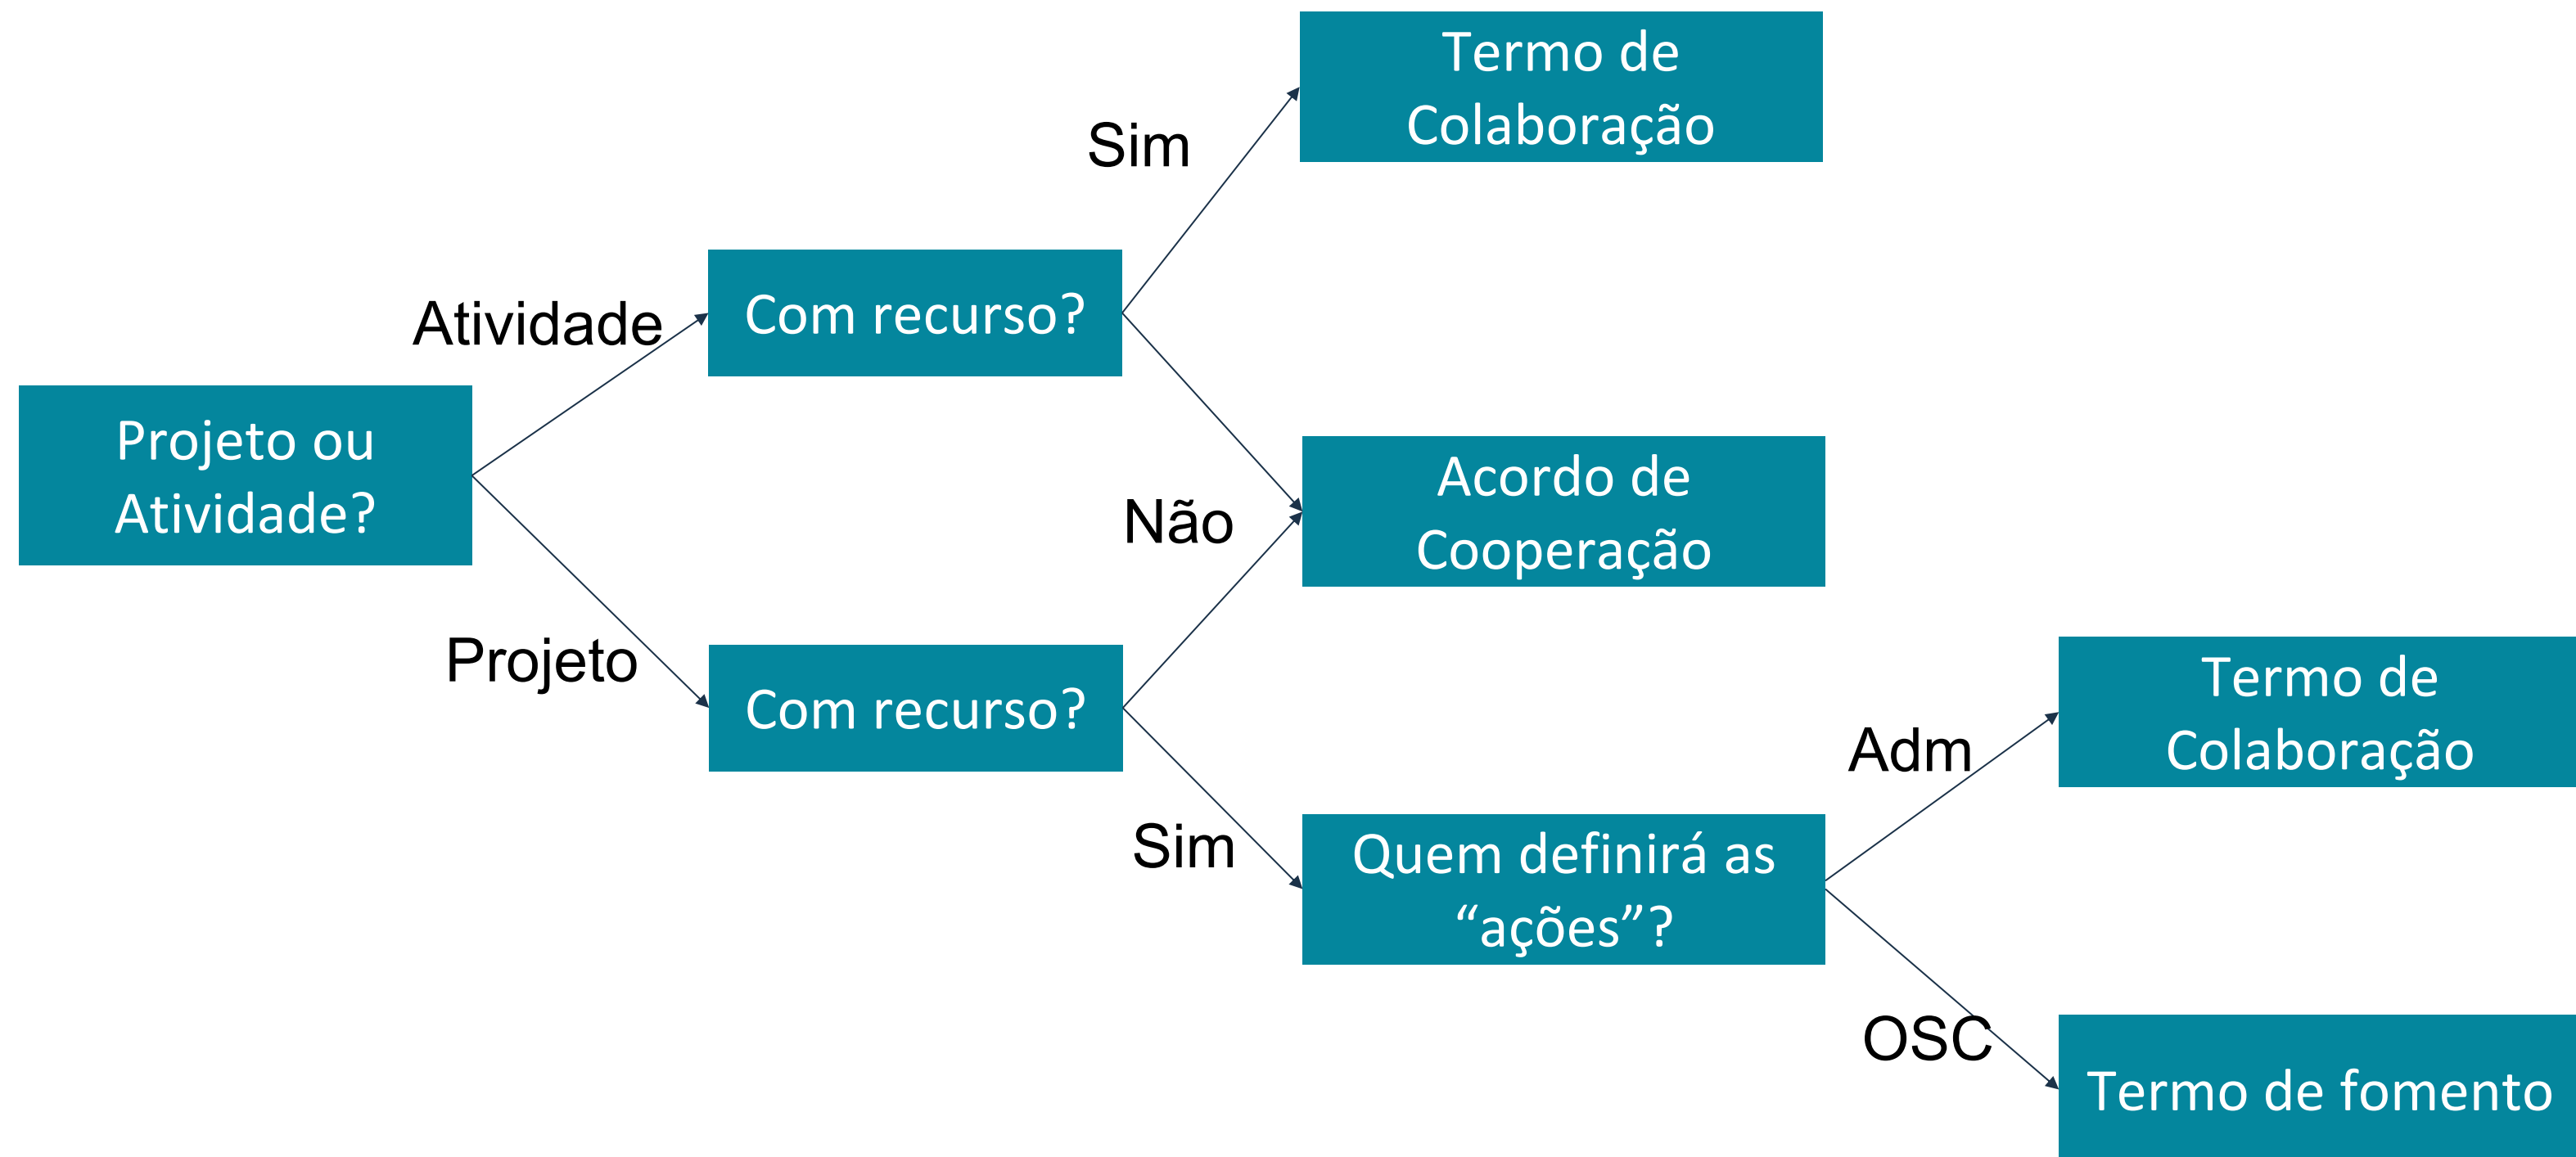 Projeto ou
Atividade?
Atividade
Projeto
Com recurso?
Com recurso?
Sim
Não
Sim
Termo de
Colaboração
Acordo de
Cooperação
Quem definirá as
“ações”?
Adm
OSC
Termo de
Colaboração
Termo de fomento